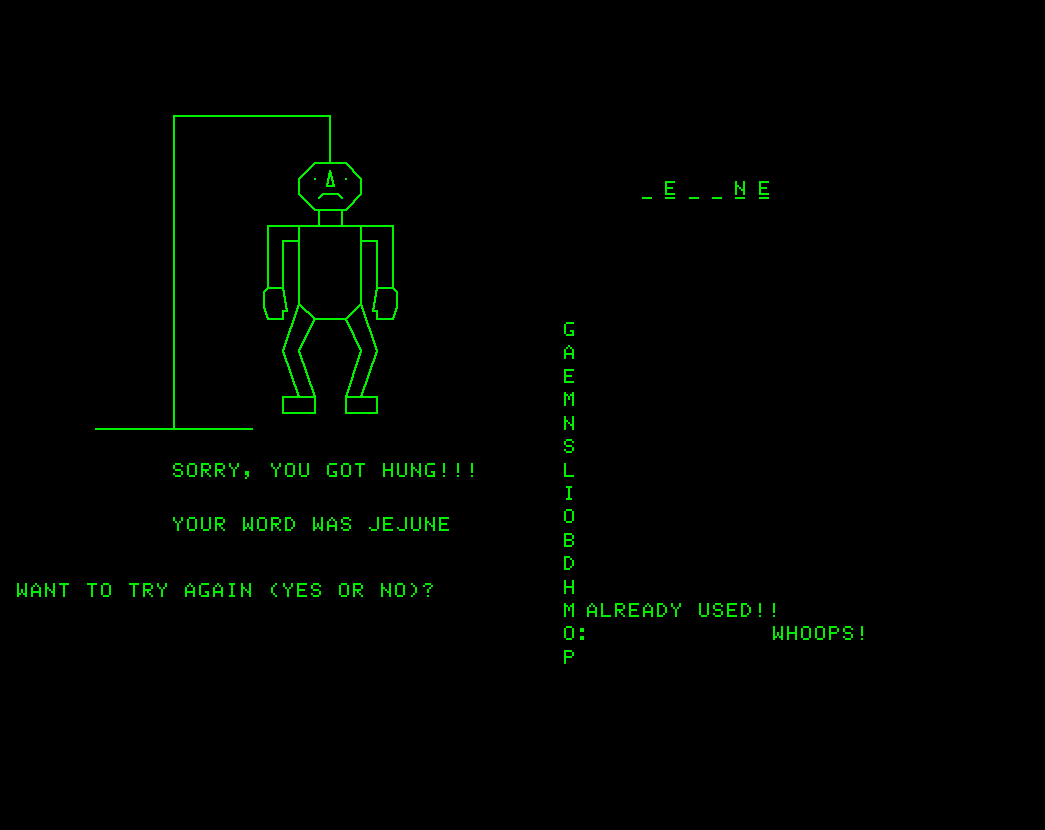 _ E _ _ N E
G
A
E
M
N
S
L
I
O
B
D
H
M ALREADY USED!!
O: WHOOPS!
P
SORRY, YOU GOT HUNG!!!
YOUR WORD WAS JEJUNE
WANT TO TRY AGAIN (YES OR NO)?